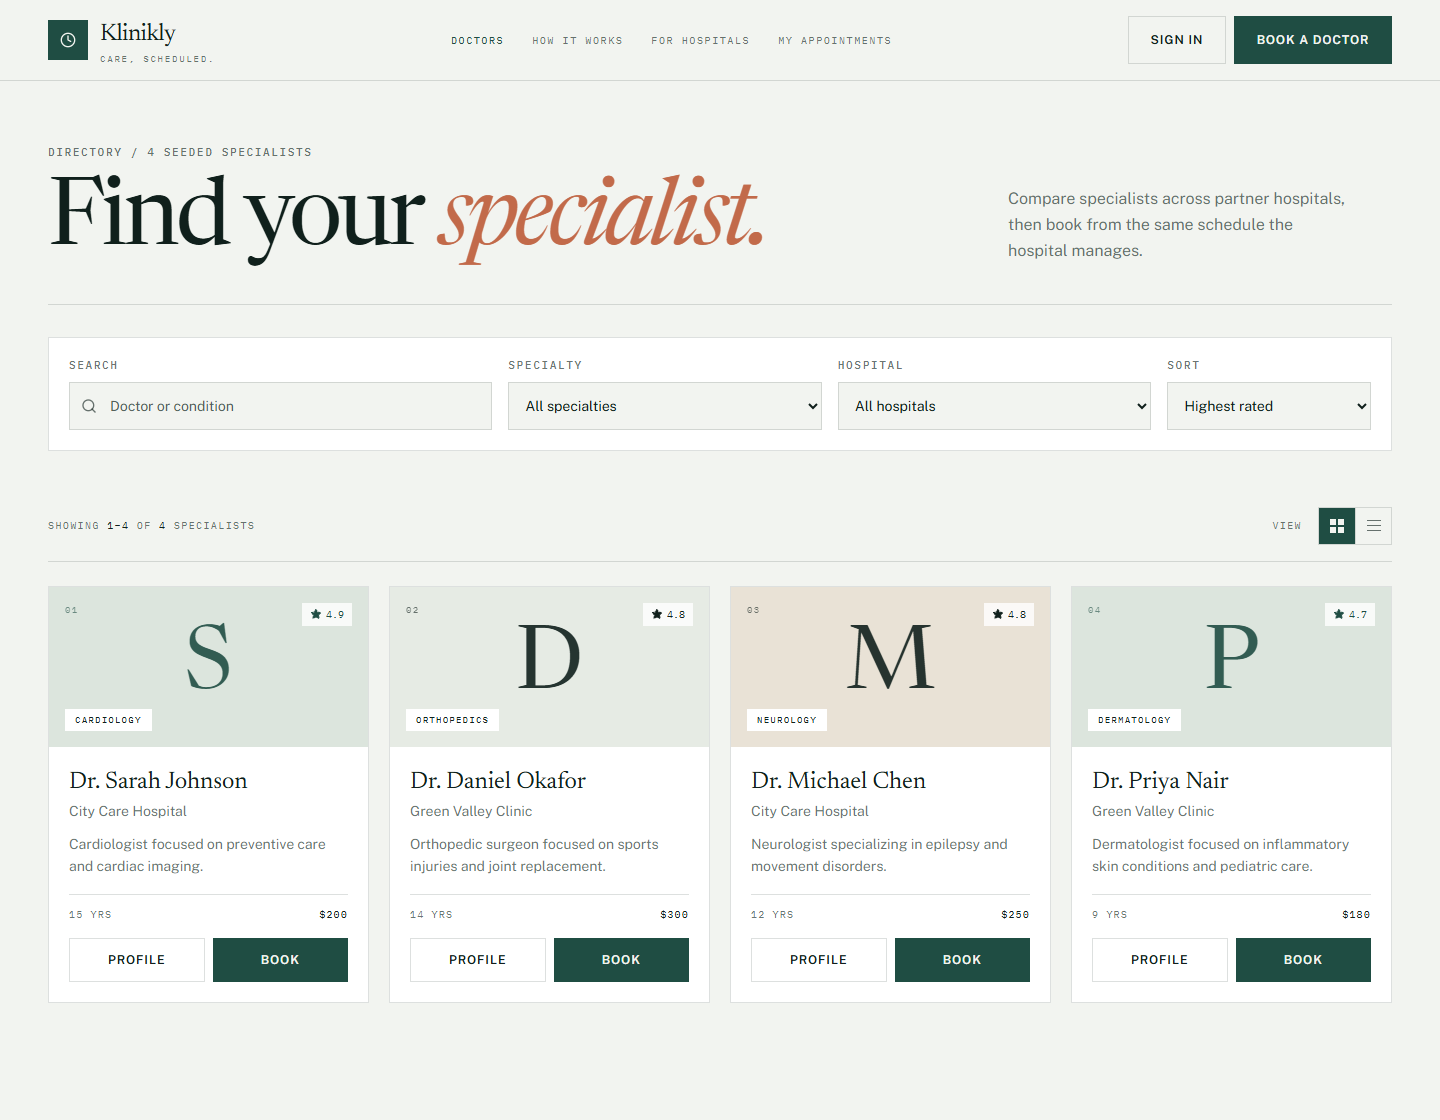 Klinikly
CARE, SCHEDULED.
DOCTORS
HOW IT WORKS
FOR HOSPITALS
MY APPOINTMENTS
SIGN IN
BOOK A DOCTOR
DIRECTORY / 4 SEEDED SPECIALISTS
Find your specialist.
Compare specialists across partner hospitals,
then book from the same schedule the
hospital manages.
SEARCH
Doctor or condition
SPECIALTY
All specialties
HOSPITAL
All hospitals
SORT
Highest rated
SHOWING 1–4 OF 4 SPECIALISTS
VIEW
01
4.9
S
CARDIOLOGY
Dr. Sarah Johnson
City Care Hospital
Cardiologist focused on preventive care
and cardiac imaging.
15 YRS
$200
PROFILE
BOOK
02
4.8
D
ORTHOPEDICS
Dr. Daniel Okafor
Green Valley Clinic
Orthopedic surgeon focused on sports
injuries and joint replacement.
14 YRS
$300
PROFILE
BOOK
03
4.8
M
NEUROLOGY
Dr. Michael Chen
City Care Hospital
Neurologist specializing in epilepsy and
movement disorders.
12 YRS
$250
PROFILE
BOOK
04
4.7
P
DERMATOLOGY
Dr. Priya Nair
Green Valley Clinic
Dermatologist focused on inflammatory
skin conditions and pediatric care.
9 YRS
$180
PROFILE
BOOK